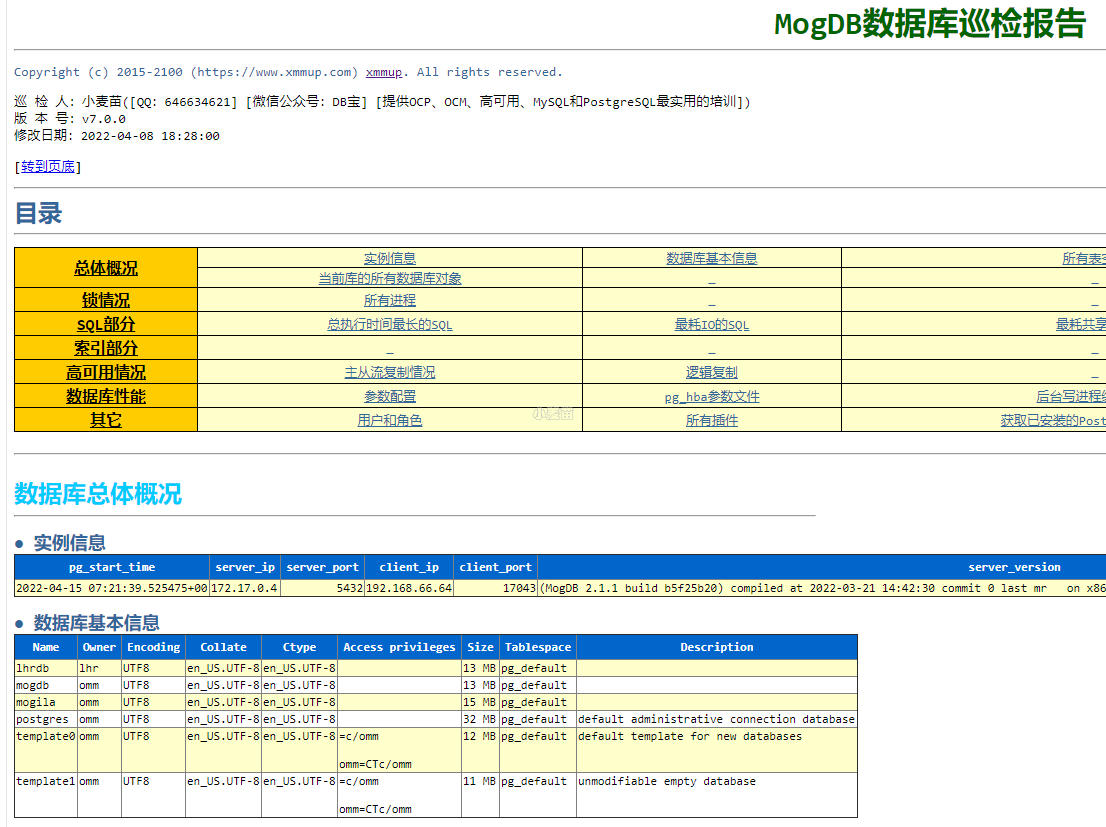 MogDB数据库巡检报告
Copyright (c) 2015-2100 (https://www.xmmup.com) xmmup. All rights reserved.
巡 检 人: 小麦苗([QQ: 646634621] [微信公众号: DB宝] [提供OCP、OCM、高可用、MySQL和PostgreSQL最实用的培训])
版 本 号: v7.0.0
修改日期: 2022-04-08 18:28:00
[转到页底]
目录
总体概况 实例信息 数据库基本信息 所有表空
当前库的所有数据库对象 _ _
锁情况 所有进程 _ _
SQL部分 总执行时间最长的SQL 最耗IO的SQL 最耗共享
索引部分 _ _ _
高可用情况 主从流复制情况 逻辑复制 _
数据库性能 参数配置 pg_hba参数文件 后台写进程统
其它 用户和角色 所有插件 获取已安装的Post
数据库总体概况
● 实例信息
pg_start_time server_ip server_port client_ip client_port server_version
2022-04-15 07:21:39.525475+00 172.17.0.4 5432 192.168.66.64 17043 (MogDB 2.1.1 build b5f25b20) compiled at 2022-03-21 14:42:30 commit 0 last mr on x86
● 数据库基本信息
Name Owner Encoding Collate Ctype Access privileges Size Tablespace Description
lhrdb lhr UTF8 en_US.UTF-8 en_US.UTF-8 13 MB pg_default
mogdb omm UTF8 en_US.UTF-8 en_US.UTF-8 13 MB pg_default
mogila omm UTF8 en_US.UTF-8 en_US.UTF-8 15 MB pg_default
postgres omm UTF8 en_US.UTF-8 en_US.UTF-8 32 MB pg_default default administrative connection database
template0 omm UTF8 en_US.UTF-8 en_US.UTF-8 =c/omm 12 MB pg_default default template for new databases
omm=CTc/omm
template1 omm UTF8 en_US.UTF-8 en_US.UTF-8 =c/omm 11 MB pg_default unmodifiable empty database
omm=CTc/omm